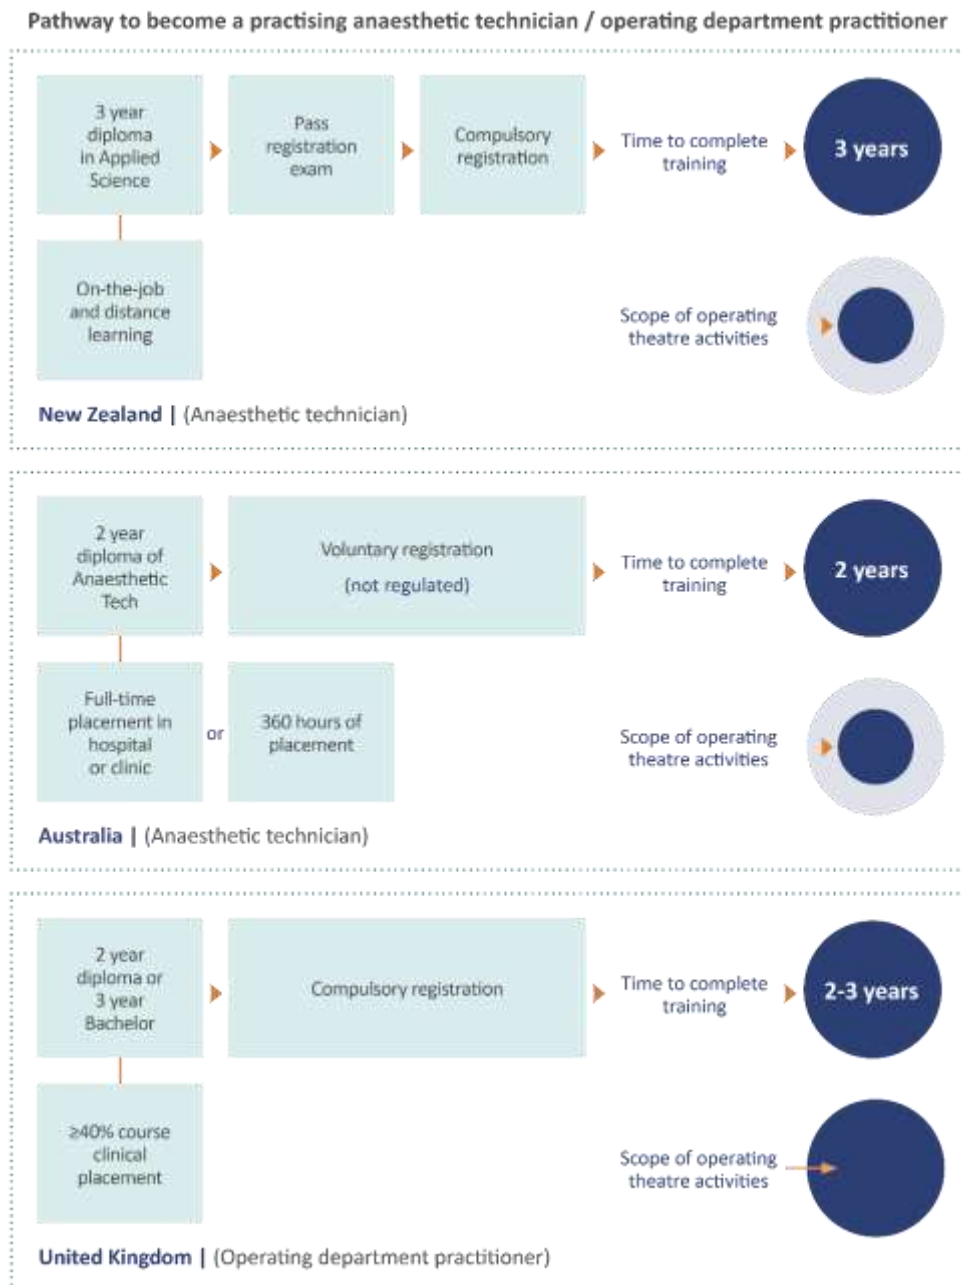 Pathway to become a practising anaesthetic technician / operating department practitioner
3 year
diploma
in Applied
Science
Pass
registration
exam
Compulsory
registration
Time to complete
training
3 years
On-the-job
and distance
learning
Scope of operating
theatre activities
New Zealand | (Anaesthetic technician)
2 year
diploma of
Anaesthetic
Tech
Voluntary registration
(not regulated)
Time to complete
training
2 years
Full-time
placement in
hospital
or clinic
or
360 hours of
placement
Scope of operating
theatre activities
Australia | (Anaesthetic technician)
2 year
diploma or
3 year
Bachelor
Compulsory registration
Time to complete
training
2-3 years
≥40% course
clinical
placement
Scope of operating
theatre activities
United Kingdom | (Operating department practitioner)